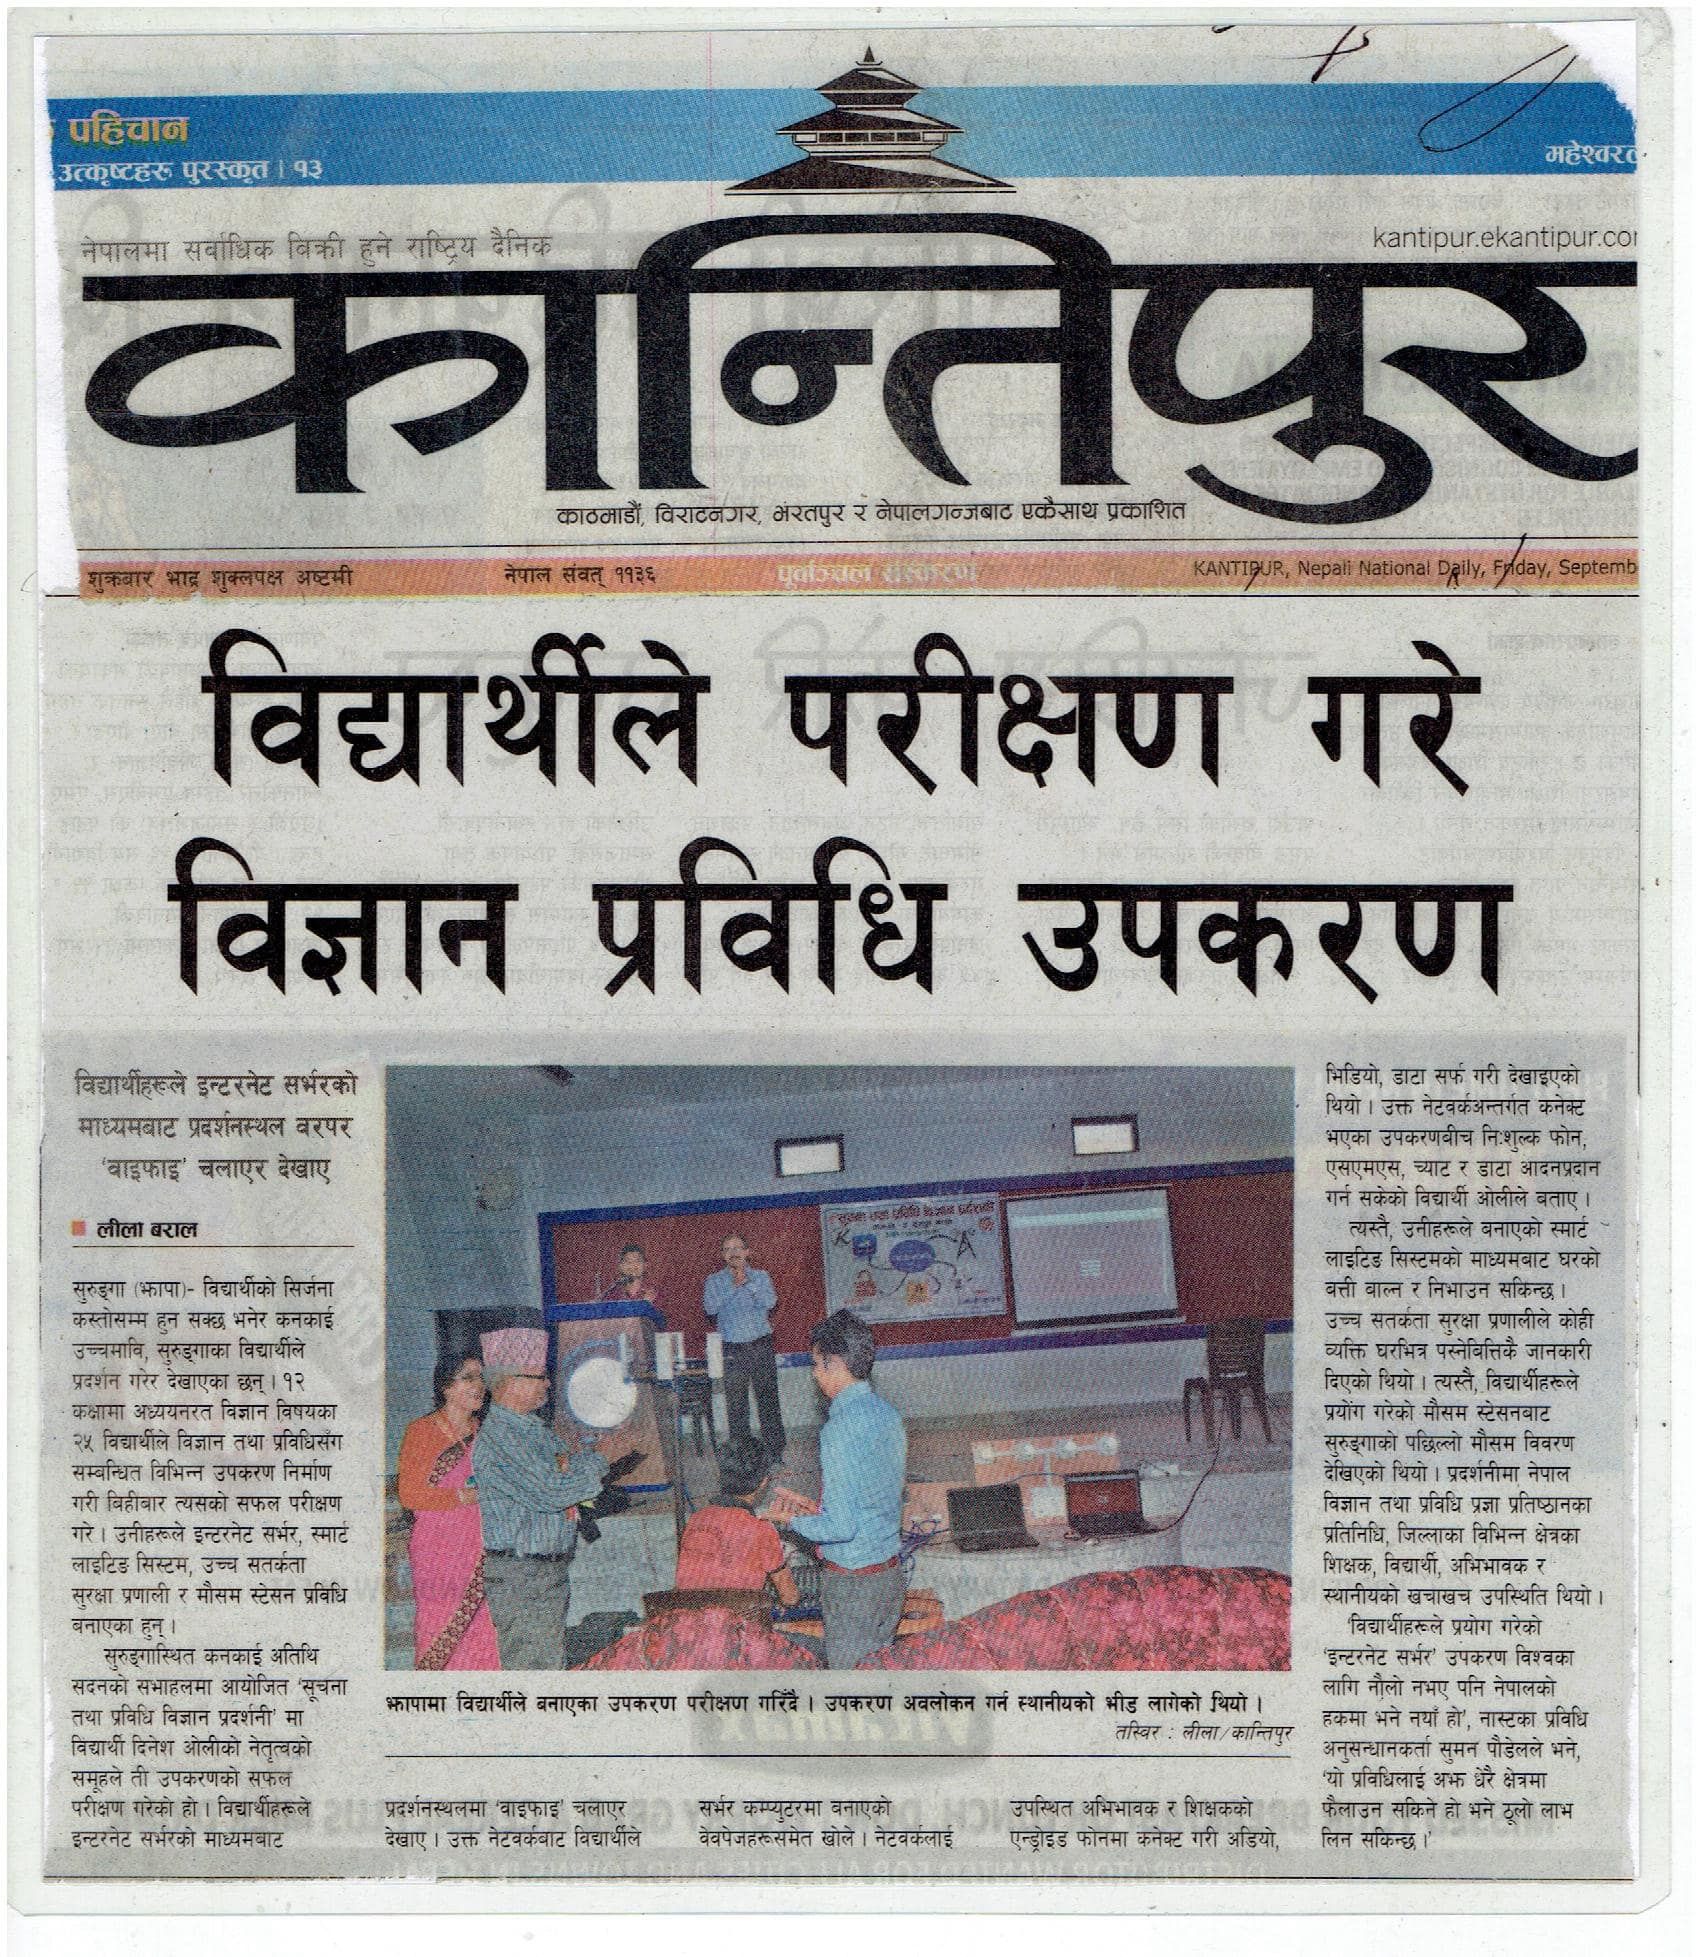 पहिचान
उत्कृष्टहरू पुरस्कृत । १३
नेपालमा सर्वाधिक विक्री हुने राष्ट्रिय दैनिक
kantipur.ekantipur.co
कान्तिपुर
काठमाडौं, विराटनगर, भरतपुर र नेपालगन्जबाट एकैसाथ प्रकाशित
शुक्रबार भाद्र शुक्लपक्ष अष्टमी
नेपाल संवत् ११३६
पूर्वाञ्चल संस्करण
KANTIPUR, Nepali National Daily, Friday, Septemb
विद्यार्थीले परीक्षण गरे
विज्ञान प्रविधि उपकरण
विद्यार्थीहरूले इन्टरनेट सर्भरको
माध्यमबाट प्रदर्शनस्थल वरपर
‘वाइफाइ’ चलाएर देखाए
लीला बराल
सुरुङ्गा (झापा)- विद्यार्थीको सिर्जना
कस्तोसम्म हुन सक्छ भनेर कनकाई
उच्चमावि, सुरुङ्गाका विद्यार्थीले
प्रदर्शन गरेर देखाएका छन् । १२
कक्षामा अध्ययनरत विज्ञान विषयका
२५ विद्यार्थीले विज्ञान तथा प्रविधिसँग
सम्बन्धित विभिन्न उपकरण निर्माण
गरी बिहीबार त्यसको सफल परीक्षण
गरे । उनीहरूले इन्टरनेट सर्भर, स्मार्ट
लाइटिङ सिस्टम, उच्च सतर्कता
सुरक्षा प्रणाली र मौसम स्टेसन प्रविधि
बनाएका हुन् ।
सुरुङ्गास्थित कनकाई अतिथि
सदनको सभाहलमा आयोजित ‘सूचना
तथा प्रविधि विज्ञान प्रदर्शनी’ मा
विद्यार्थी दिनेश ओलीको नेतृत्वको
समूहले ती उपकरणको सफल
परीक्षण गरेको हो । विद्यार्थीहरूले
इन्टरनेट सर्भरको माध्यमबाट
झापामा विद्यार्थीले बनाएका उपकरण परीक्षण गरिँदै । उपकरण अवलोकन गर्न स्थानीयको भीड लागेको थियो ।
तस्विर : लीला/कान्तिपुर
प्रदर्शनस्थलमा ‘वाइफाइ’ चलाएर
देखाए । उक्त नेटवर्कबाट विद्यार्थीले
सर्भर कम्प्युटरमा बनाएको
वेवपेजहरूसमेत खोले । नेटवर्कलाई
उपस्थित अभिभावक र शिक्षकको
एन्ड्रोइड फोनमा कनेक्ट गरी अडियो,
भिडियो, डाटा सर्फ गरी देखाइएको
थियो । उक्त नेटवर्कअन्तर्गत कनेक्ट
भएका उपकरणबीच नि:शुल्क फोन,
एसएमएस, च्याट र डाटा आदनप्रदान
गर्न सकेको विद्यार्थी ओलीले बताए ।
त्यस्तै, उनीहरूले बनाएको स्मार्ट
लाइटिङ सिस्टमको माध्यमबाट घरको
बत्ती वाल्न र निभाउन सकिन्छ ।
उच्च सतर्कता सुरक्षा प्रणालीले कोही
व्यक्ति घरभित्र पस्नेबित्तिकै जानकारी
दिएको थियो । त्यस्तै, विद्यार्थीहरूले
प्रयोंग गरेको मौसम स्टेसनबाट
सुरुङ्गाको पछिल्लो मौसम विवरण
देखिएको थियो । प्रदर्शनीमा नेपाल
विज्ञान तथा प्रविधि प्रज्ञा प्रतिष्ठानका
प्रतिनिधि, जिल्लाका विभिन्न क्षेत्रका
शिक्षक, विद्यार्थी, अभिभावक र
स्थानीयको खचाखच उपस्थिति थियो ।
‘विद्यार्थीहरूले प्रयोग गरेको
‘इन्टरनेट सर्भर’ उपकरण विश्वका
लागि नौलो नभए पनि नेपालको
हकमा भने नयाँ हो’, नास्टका प्रविधि
अनुसन्धानकर्ता सुमन पौडेलले भने,
‘यो प्रविधिलाई अझ धेरै क्षेत्रमा
फैलाउन सकिने हो भने ठूलो लाभ
लिन सकिन्छ ।’